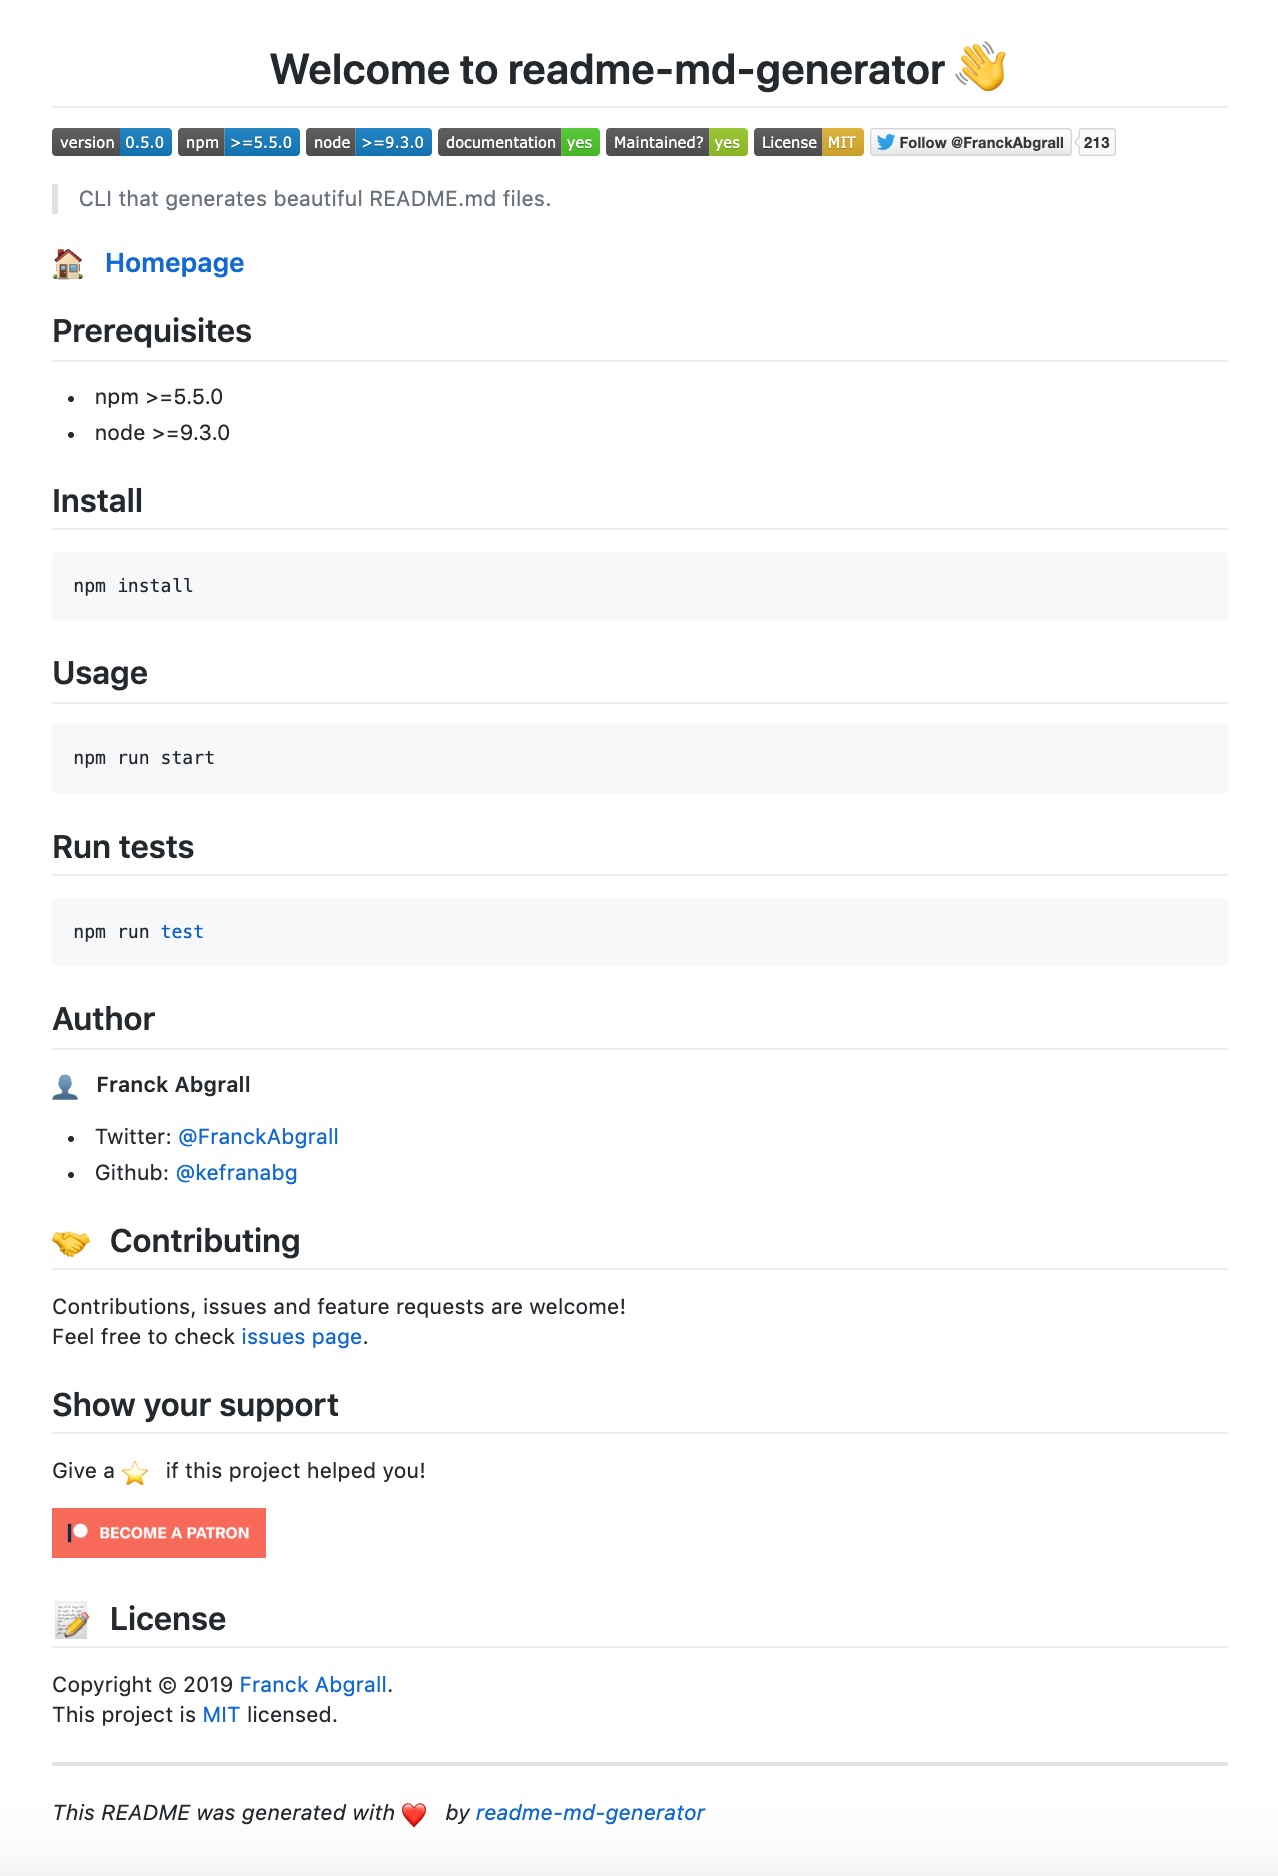 Welcome to readme-md-generator 👋
version 0.5.0 npm >=5.5.0 node >=9.3.0 documentation yes Maintained? yes License MIT Follow @FranckAbgrall 213
CLI that generates beautiful README.md files.
🏠 Homepage
Prerequisites
• npm >=5.5.0
• node >=9.3.0
Install
npm install
Usage
npm run start
Run tests
npm run test
Author
👤 Franck Abgrall
• Twitter: @FranckAbgrall
• Github: @kefranabg
🤝 Contributing
Contributions, issues and feature requests are welcome!
Feel free to check issues page.
Show your support
Give a ⭐ if this project helped you!
BECOME A PATRON
📝 License
Copyright © 2019 Franck Abgrall.
This project is MIT licensed.
This README was generated with ❤️ by readme-md-generator